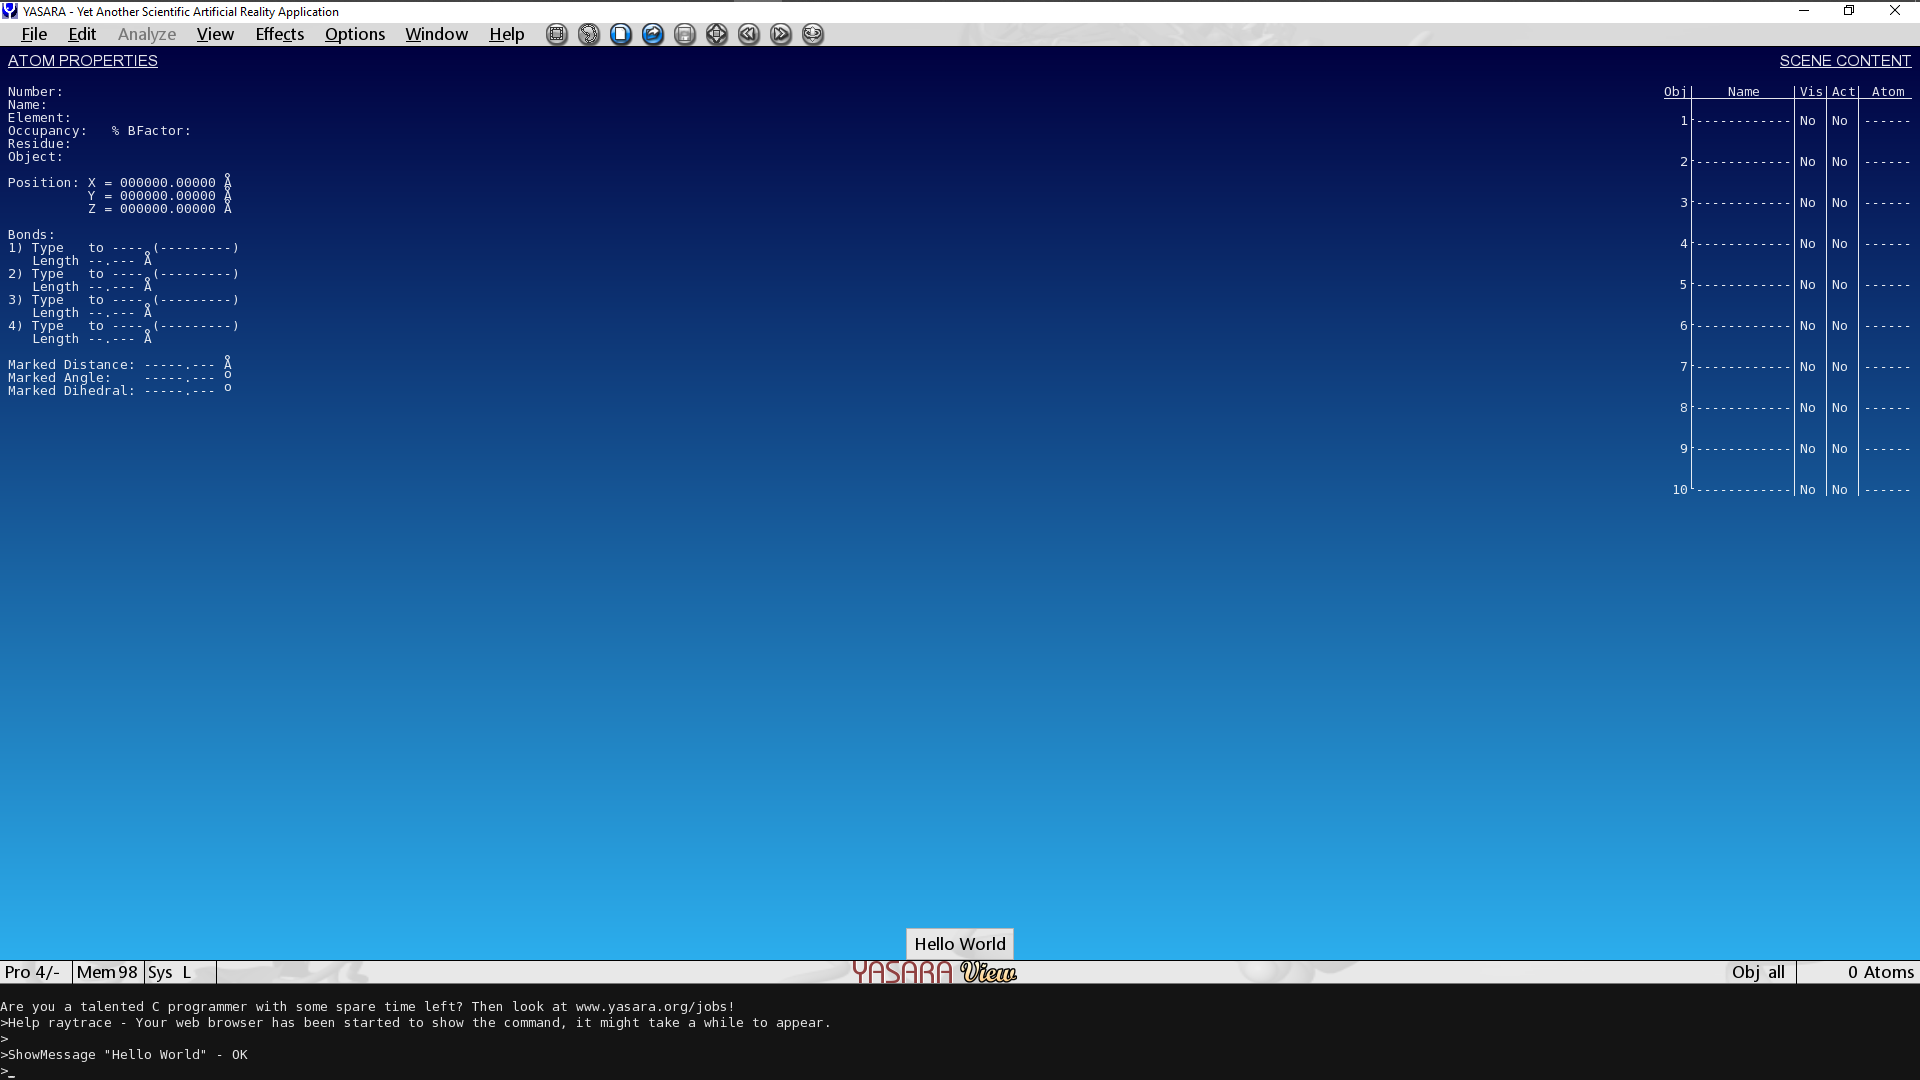 YASARA - Yet Another Scientific Artificial Reality Application
File Edit Analyze View Effects Options Window Help
ATOM PROPERTIES
Number:
Name:
Element:
Occupancy:   % BFactor:
Residue:
Object:
Position: X = 000000.00000 Å
Y = 000000.00000 Å
Z = 000000.00000 Å
Bonds:
1) Type   to ---- (---------)
Length --.--- Å
2) Type   to ---- (---------)
Length --.--- Å
3) Type   to ---- (---------)
Length --.--- Å
4) Type   to ---- (---------)
Length --.--- Å
Marked Distance: -----.--- Å
Marked Angle:    -----.--- o
Marked Dihedral: -----.--- o
SCENE CONTENT
Obj Name Vis Act Atom
1 ------------ No No ------
2 ------------ No No ------
3 ------------ No No ------
4 ------------ No No ------
5 ------------ No No ------
6 ------------ No No ------
7 ------------ No No ------
8 ------------ No No ------
9 ------------ No No ------
10 ------------ No No ------
Hello World
Pro 4/- Mem 98 Sys L YASARA View Obj all 0 Atoms
Are you a talented C programmer with some spare time left? Then look at www.yasara.org/jobs!
>Help raytrace - Your web browser has been started to show the command, it might take a while to appear.
>
>ShowMessage "Hello World" - OK
>_